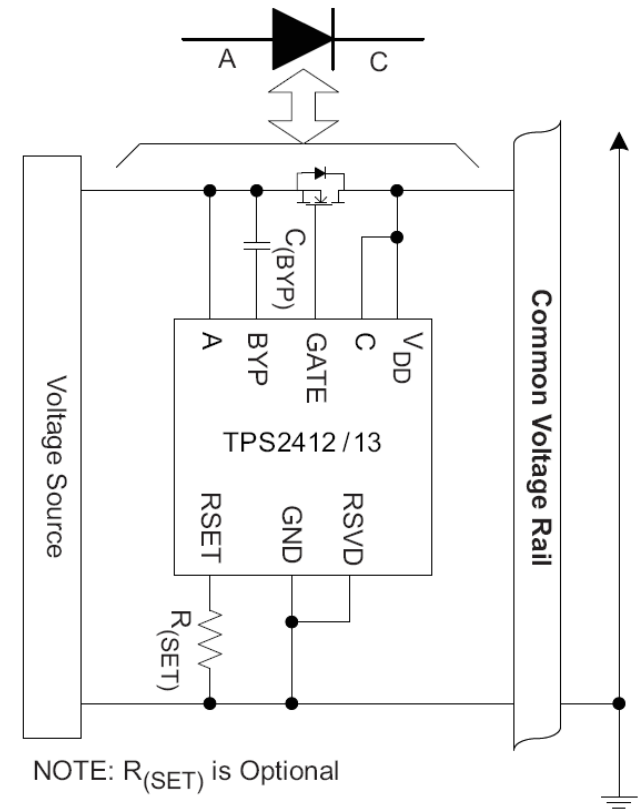 A C
C(BYP)
A BYP GATE C VDD
TPS2412 / 13
RSET GND RSVD
R(SET)
Voltage Source
Common Voltage Rail
NOTE: R(SET) is Optional